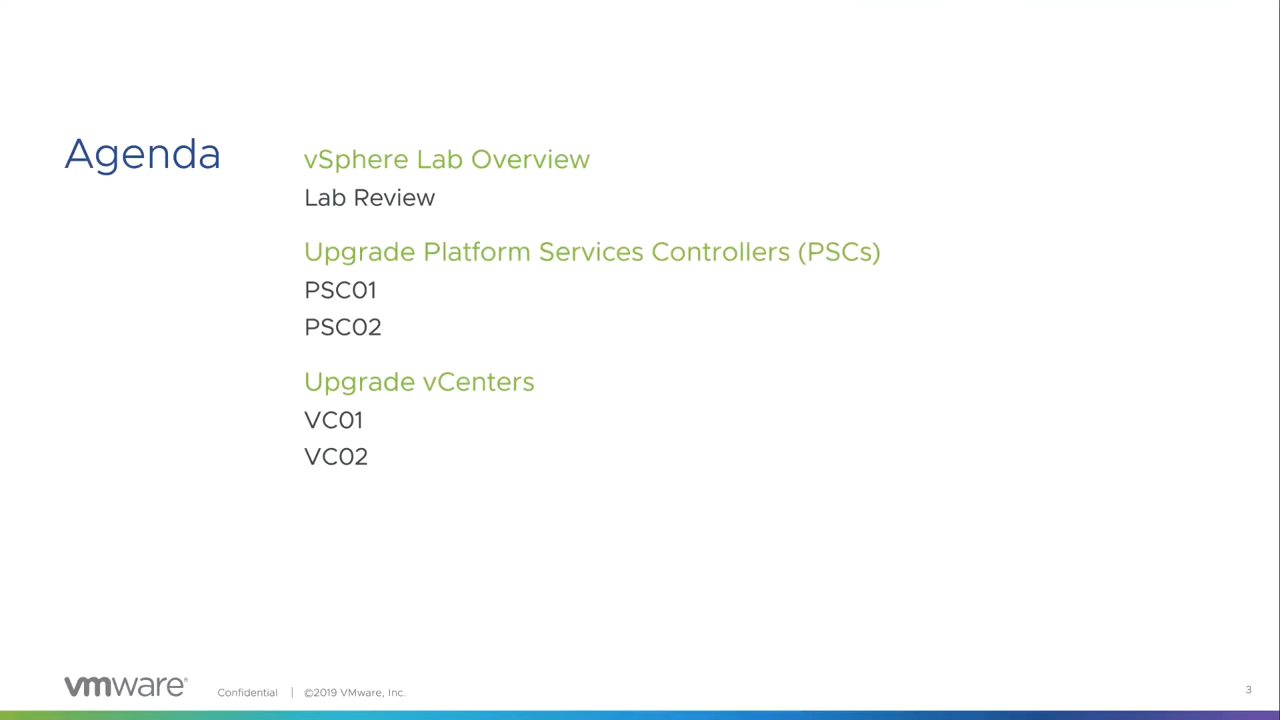 Agenda
vSphere Lab Overview
Lab Review
Upgrade Platform Services Controllers (PSCs)
PSC01
PSC02
Upgrade vCenters
VC01
VC02
vmware®
Confidential | ©2019 VMware, Inc.
3